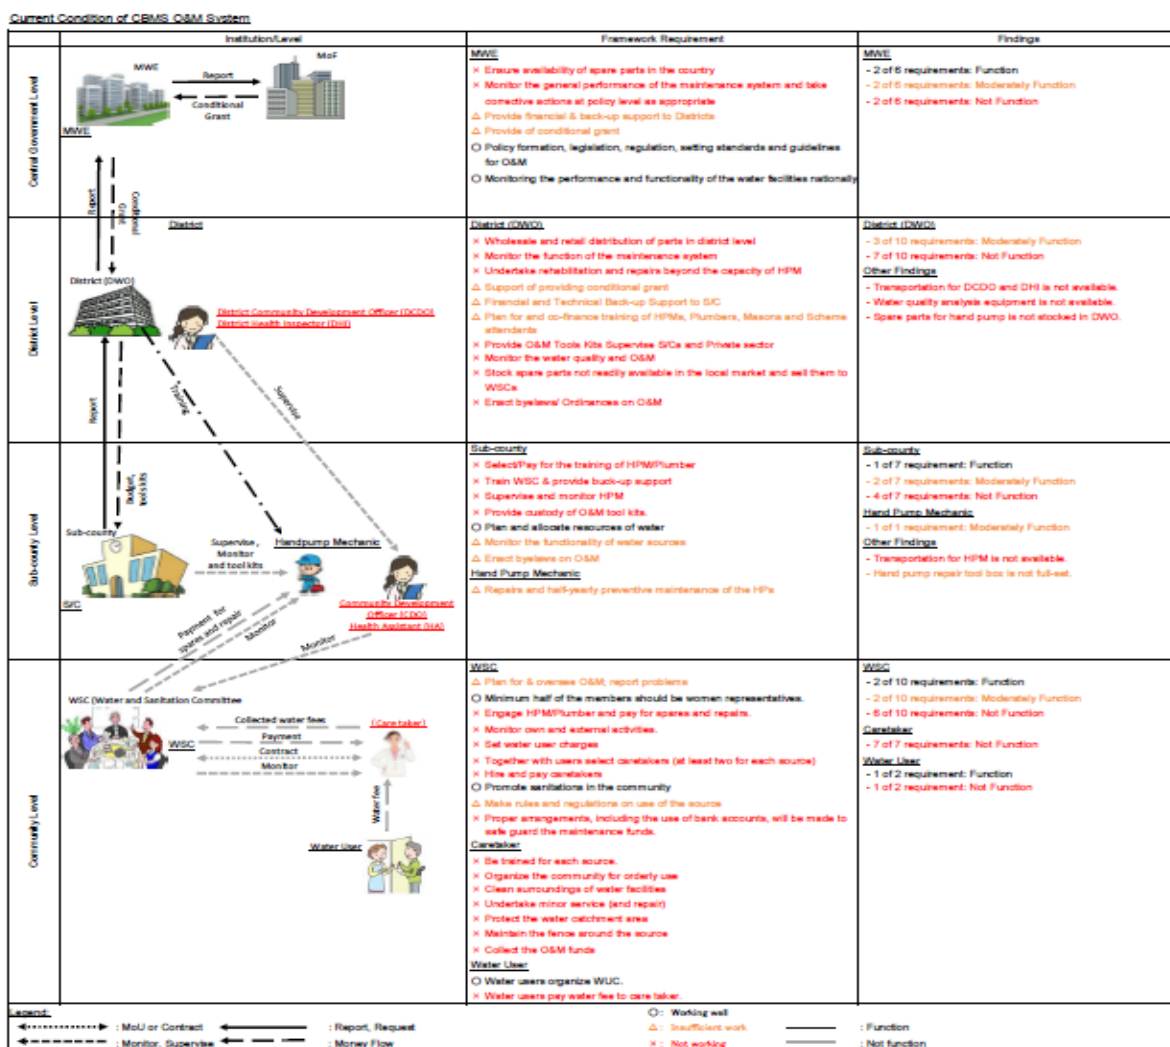 Current Condition of CBMS O&M System
Institution/Level
Framework Requirement
Findings
Central Government Level
MWE
MoF
Report
Conditional
Grant
MWE
Report
Conditional
Grant
MWE
× Ensure availability of spare parts in the country
× Monitor the general performance of the maintenance system and take
corrective actions at policy level as appropriate
△ Provide financial & back-up support to Districts
△ Provide of conditional grant
○ Policy formation, legislation, regulation, setting standards and guidelines
for O&M
○ Monitoring the performance and functionality of the water facilities nationally
MWE
- 2 of 6 requirements: Function
- 2 of 6 requirements: Moderately Function
- 2 of 6 requirements: Not Function
District Level
District
District (DWO)
District Community Development Officer (DCDO)
District Health Inspector (DHI)
Training
Supervise
Report
Budget,
tools kits
District (DWO)
× Wholesale and retail distribution of parts in district level
× Monitor the function of the maintenance system
× Undertake rehabilitation and repairs beyond the capacity of HPM
△ Support of providing conditional grant
△ Financial and Technical Back-up Support to S/C
△ Plan for and co-finance training of HPMs, Plumbers, Masons and Scheme
attendants
× Provide O&M Tools Kits Supervise S/Cs and Private sector
× Monitor the water quality and O&M
× Stock spare parts not readily available in the local market and sell them to
WSCs
× Enact byelaws/ Ordinances on O&M
District (DWO)
- 3 of 10 requirements: Moderately Function
- 7 of 10 requirements: Not Function
Other Findings
- Transportation for DCDO and DHI is not available.
- Water quality analysis equipment is not available.
- Spare parts for hand pump is not stocked in DWO.
Sub-county Level
Sub-county
Supervise,
Monitor
and tool kits
Handpump Mechanic
S/C
Community Development
Officer (CDO)
Health Assistant (HA)
Payment for
spares and repair
Monitor
Monitor
Sub-county
× Select/Pay for the training of HPM/Plumber
× Train WSC & provide buck-up support
× Supervise and monitor HPM
× Provide custody of O&M tool kits.
○ Plan and allocate resources of water
△ Monitor the functionality of water sources
△ Enact byelaws on O&M
Hand Pump Mechanic
△ Repairs and half-yearly preventive maintenance of the HPs
Sub-county
- 1 of 7 requirement: Function
- 2 of 7 requirements: Moderately Function
- 4 of 7 requirements: Not Function
Hand Pump Mechanic
- 1 of 1 requirement: Moderately Function
Other Findings
- Transportation for HPM is not available.
- Hand pump repair tool box is not full-set.
Community Level
WSC (Water and Sanitation Committee
WSC
Collected water fees
Payment
Contract
Monitor
(Care taker)
Water fee
Water User
WSC
△ Plan for & oversee O&M; report problems
○ Minimum half of the members should be women representatives.
× Engage HPM/Plumber and pay for spares and repairs.
× Monitor own and external activities.
× Set water user charges
× Together with users select caretakers (at least two for each source)
× Hire and pay caretakers
○ Promote sanitations in the community
△ Make rules and regulations on use of the source
× Proper arrangements, including the use of bank accounts, will be made to
safe guard the maintenance funds.
Caretaker
× Be trained for each source.
× Organize the community for orderly use
× Clean surroundings of water facilities
× Undertake minor service (and repair)
× Protect the water catchment area
× Maintain the fence around the source
× Collect the O&M funds
Water User
○ Water users organize WUC.
× Water users pay water fee to care taker.
WSC
- 2 of 10 requirements: Function
- 2 of 10 requirements: Moderately Function
- 6 of 10 requirements: Not Function
Caretaker
- 7 of 7 requirements: Not Function
Water User
- 1 of 2 requirement: Function
- 1 of 2 requirement: Not Function
Legend:
: MoU or Contract
: Report, Request
: Monitor, Supervise
: Money Flow
○: Working well
△: Insufficient work
×: Not working
: Function
: Not function